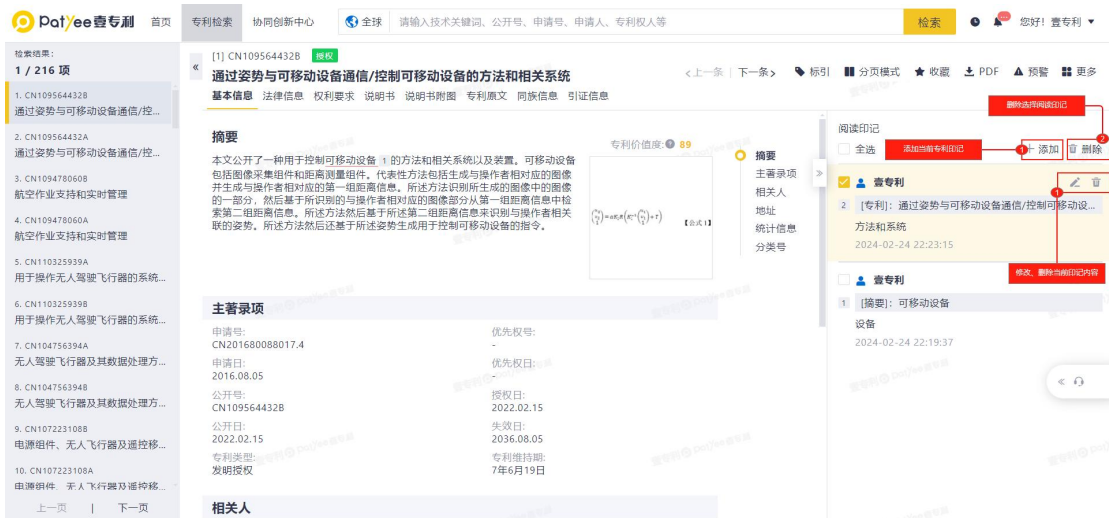 Patyee壹专利
首页
专利检索
协同创新中心
全球
请输入技术关键词、公开号、申请号、申请人、专利权人等
检索
您好！壹专利
检索结果：
1 / 216 项
1. CN109564432B
通过姿势与可移动设备通信/控...
2. CN109564432A
通过姿势与可移动设备通信/控...
3. CN109478060B
航空作业支持和实时管理
4. CN109478060A
航空作业支持和实时管理
5. CN110325939A
用于操作无人驾驶飞行器的系统...
6. CN110325939B
用于操作无人驾驶飞行器的系统...
7. CN104756394A
无人驾驶飞行器及其数据处理方...
8. CN104756394B
无人驾驶飞行器及其数据处理方...
9. CN107223108B
电源组件、无人飞行器及遥控移...
10. CN107223108A
电源组件、无人飞行器及遥控移...
上一页 | 下一页
[1] CN109564432B 授权
通过姿势与可移动设备通信/控制可移动设备的方法和相关系统
<上一条 | 下一条> 标引 分页模式 收藏 PDF 预警 更多
基本信息 法律信息 权利要求 说明书 说明书附图 专利原文 同族信息 引证信息
摘要
专利价值度: 89
本文公开了一种用于控制可移动设备 1 的方法和相关系统以及装置。可移动设备
包括图像采集组件和距离测量组件。代表性方法包括生成与操作者相对应的图像
并生成与操作者相对应的第一组距离信息。所述方法识别所生成的图像中的图像
的一部分，然后基于所识别的与操作者相对应的图像部分从第一组距离信息中检
索第二组距离信息。所述方法然后基于所述第二组距离信息来识别与操作者相关
联的姿势。所述方法然后还基于所述姿势生成用于控制可移动设备的指令。
【公式1】
摘要
主著录项
相关人
地址
统计信息
分类号
主著录项
申请号:
CN201680088017.4
优先权号:
-
申请日:
2016.08.05
优先权日:
-
公开号:
CN109564432B
授权日:
2022.02.15
公开日:
2022.02.15
失效日:
2036.08.05
专利类型:
发明授权
专利维持期:
7年6月19日
相关人
删除选择阅读印记
2
阅读印记
全选
添加当前专利印记
1
+ 添加
删除
壹专利
1
2 [专利]：通过姿势与可移动设备通信/控制可移动设...
方法和系统
2024-02-24 22:23:15
修改、删除当前印记内容
壹专利
1 [摘要]：可移动设备
设备
2024-02-24 22:19:37